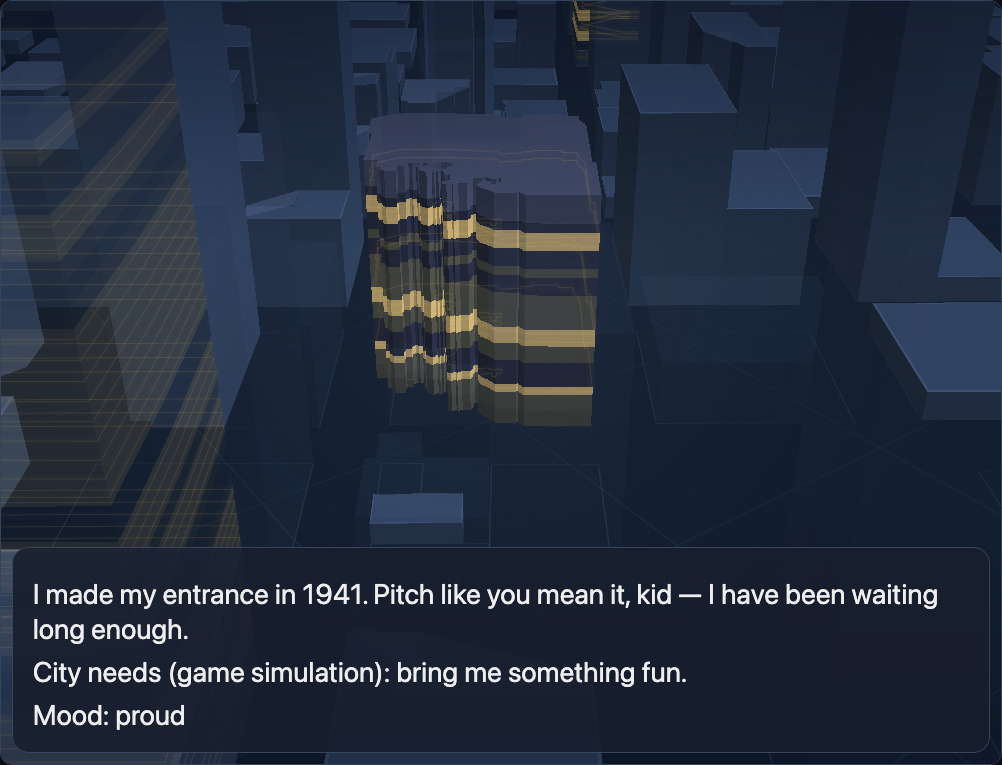 I made my entrance in 1941. Pitch like you mean it, kid — I have been waiting
long enough.
City needs (game simulation): bring me something fun.
Mood: proud